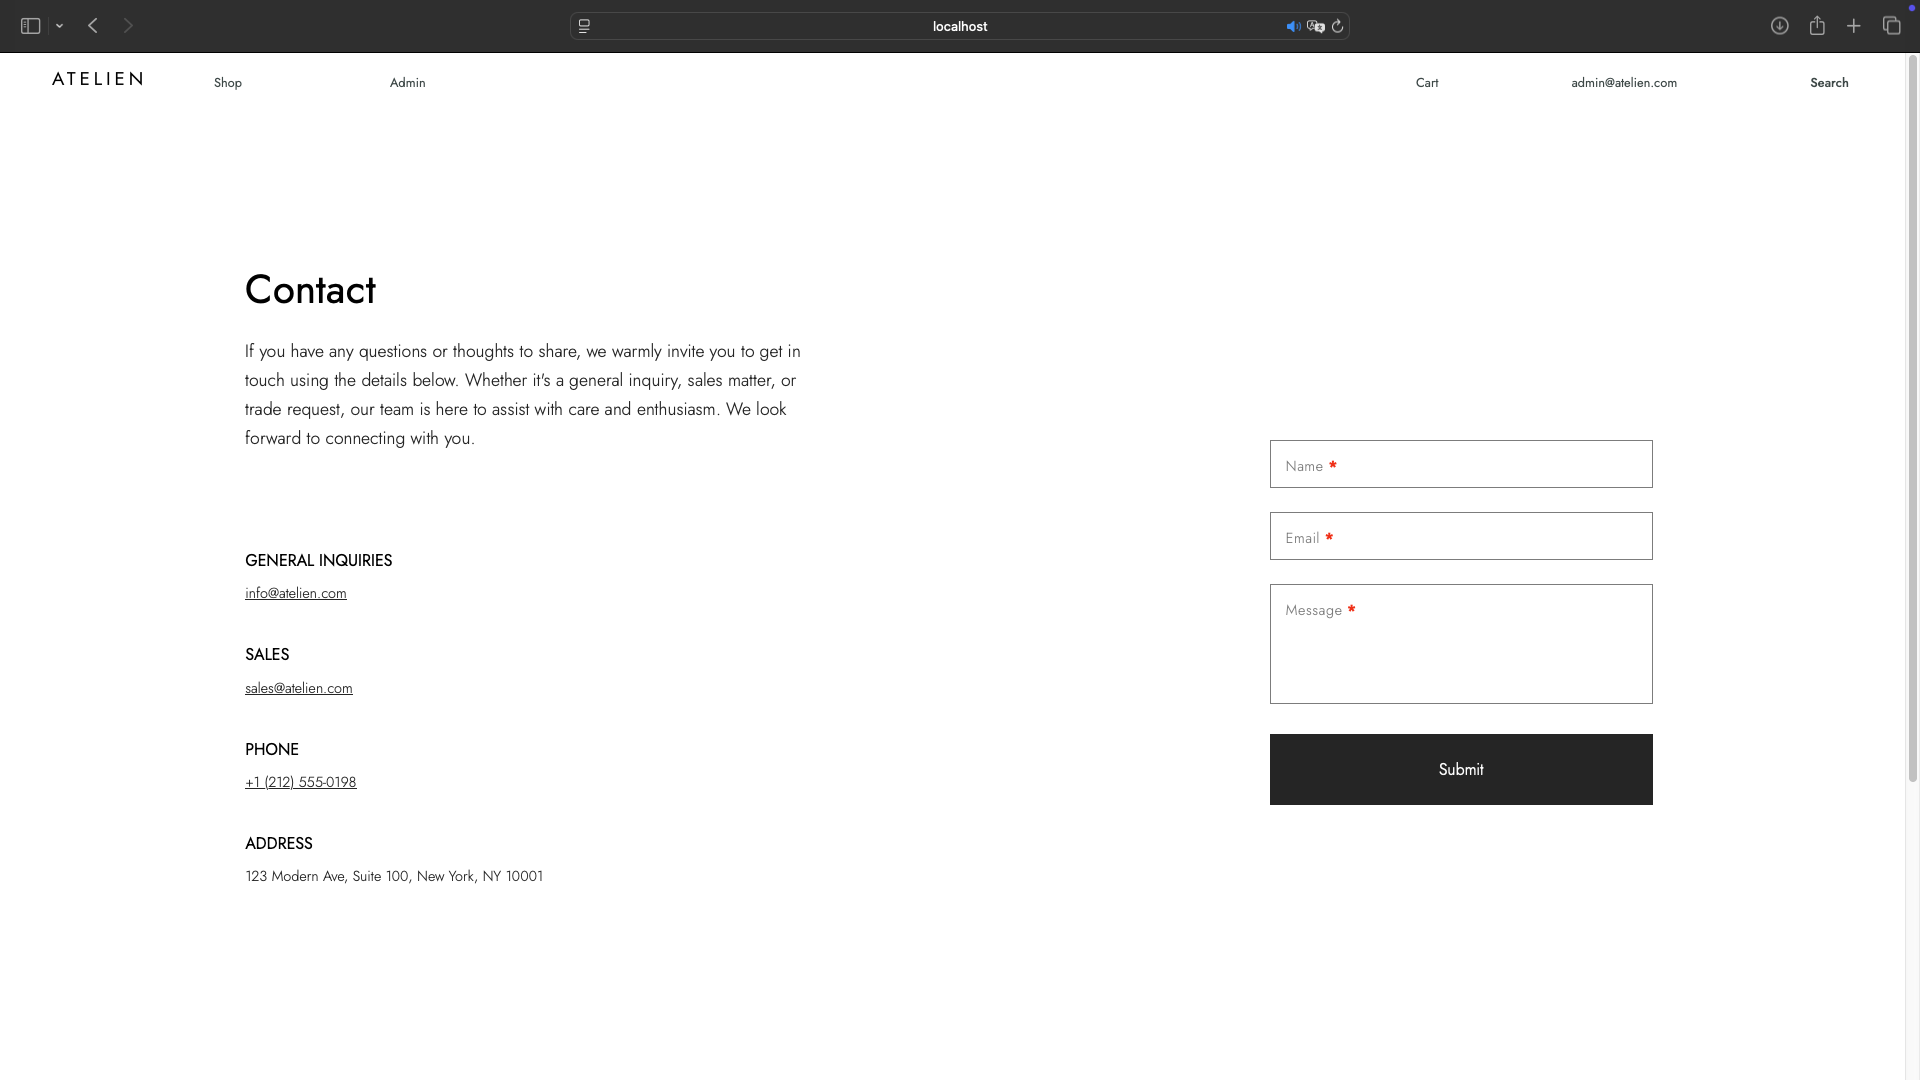 localhost
ATELIEN
Shop
Admin
Cart
admin@atelien.com
Search
Contact
If you have any questions or thoughts to share, we warmly invite you to get in
touch using the details below. Whether it's a general inquiry, sales matter, or
trade request, our team is here to assist with care and enthusiasm. We look
forward to connecting with you.
GENERAL INQUIRIES
info@atelien.com
SALES
sales@atelien.com
PHONE
+1 (212) 555-0198
ADDRESS
123 Modern Ave, Suite 100, New York, NY 10001
Name *
Email *
Message *
Submit